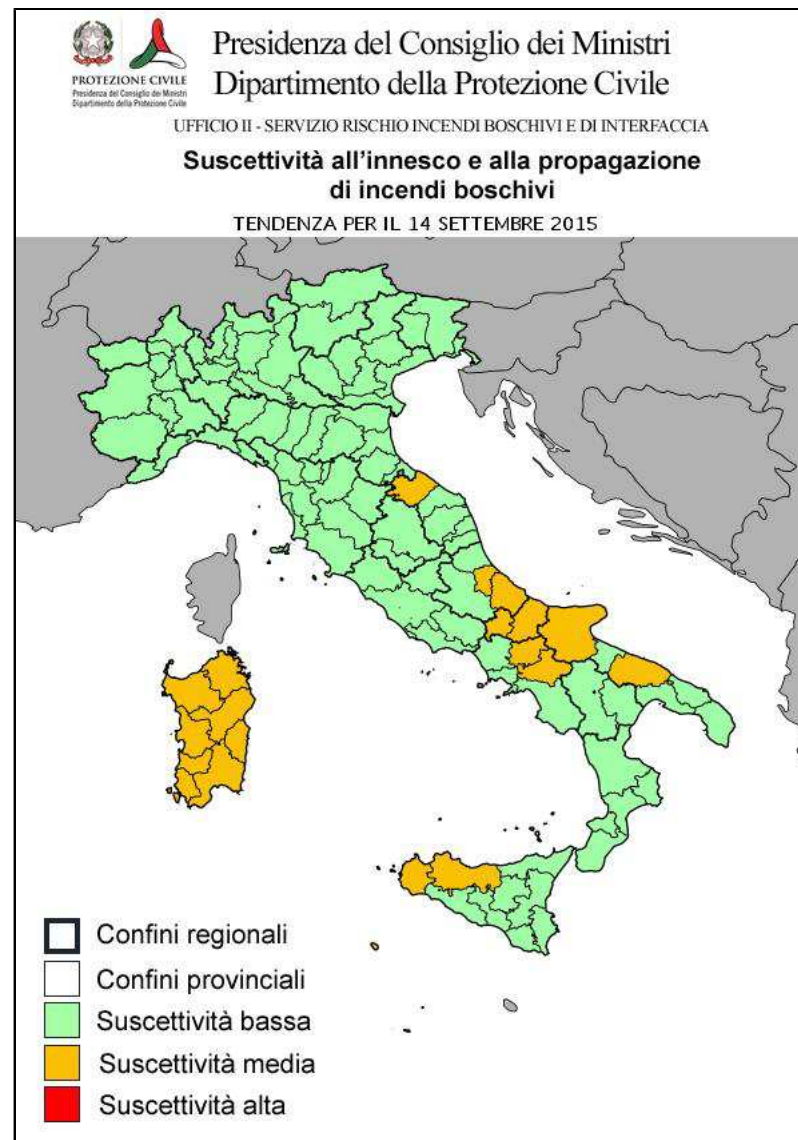 PROTEZIONE CIVILE
Presidenza del Consiglio dei Ministri
Dipartimento della Protezione Civile
Presidenza del Consiglio dei Ministri
Dipartimento della Protezione Civile
UFFICIO II - SERVIZIO RISCHIO INCENDI BOSCHIVI E DI INTERFACCIA
Suscettività all'innesco e alla propagazione
di incendi boschivi
TENDENZA PER IL 14 SETTEMBRE 2015
Confini regionali
Confini provinciali
Suscettività bassa
Suscettività media
Suscettività alta